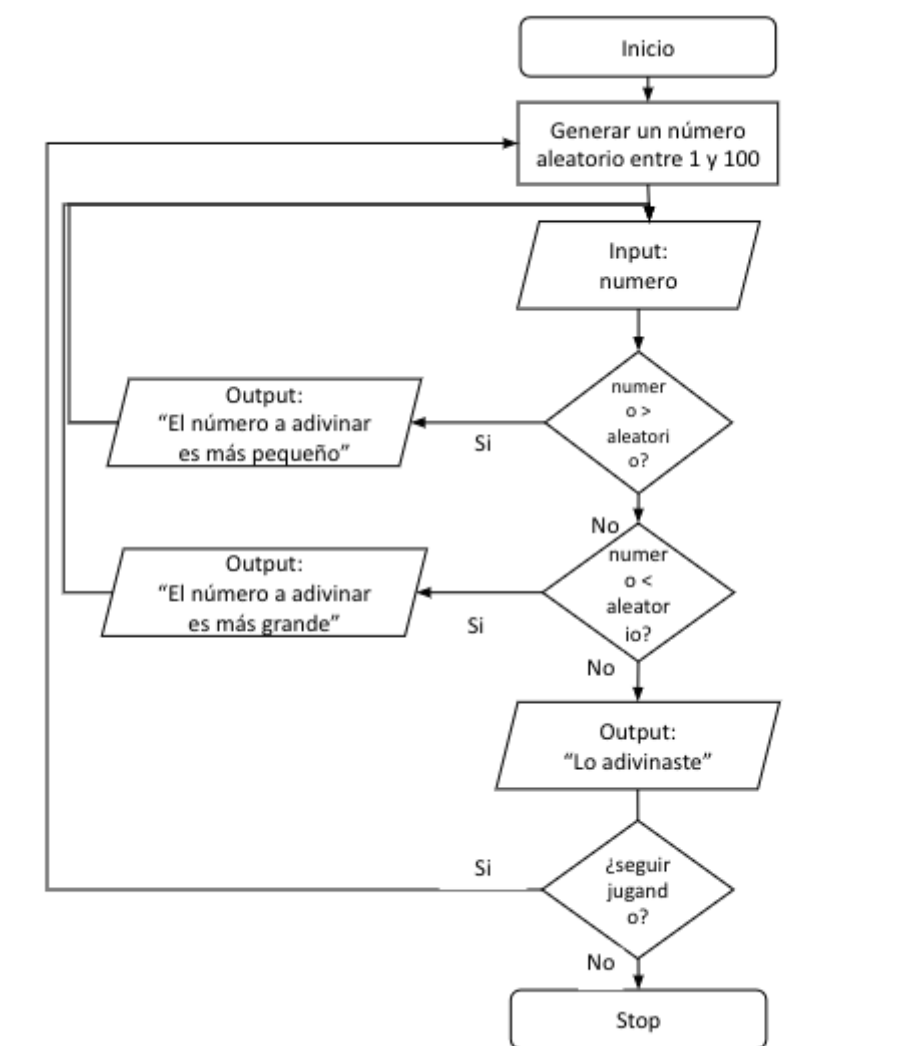 Inicio
Generar un número
aleatorio entre 1 y 100
Input:
numero
numer
o >
aleatori
o?
Si
Output:
“El número a adivinar
es más pequeño”
No
numer
o <
aleator
io?
Si
Output:
“El número a adivinar
es más grande”
No
Output:
“Lo adivinaste”
¿seguir
jugand
o?
Si
No
Stop